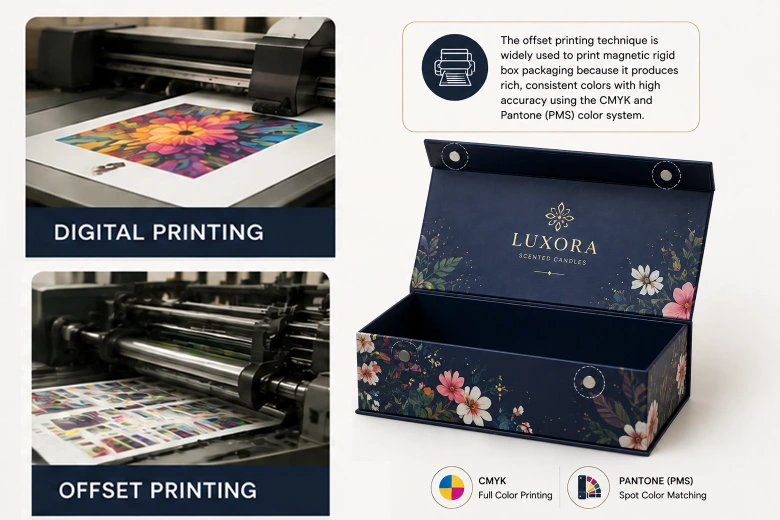 DIGITAL PRINTING
OFFSET PRINTING
The offset printing technique is
widely used to print magnetic rigid
box packaging because it produces
rich, consistent colors with high
accuracy using the CMYK and
Pantone (PMS) color system.
LUXORA
SCENTED CANDLES
CMYK
Full Color Printing
PANTONE (PMS)
Spot Color Matching